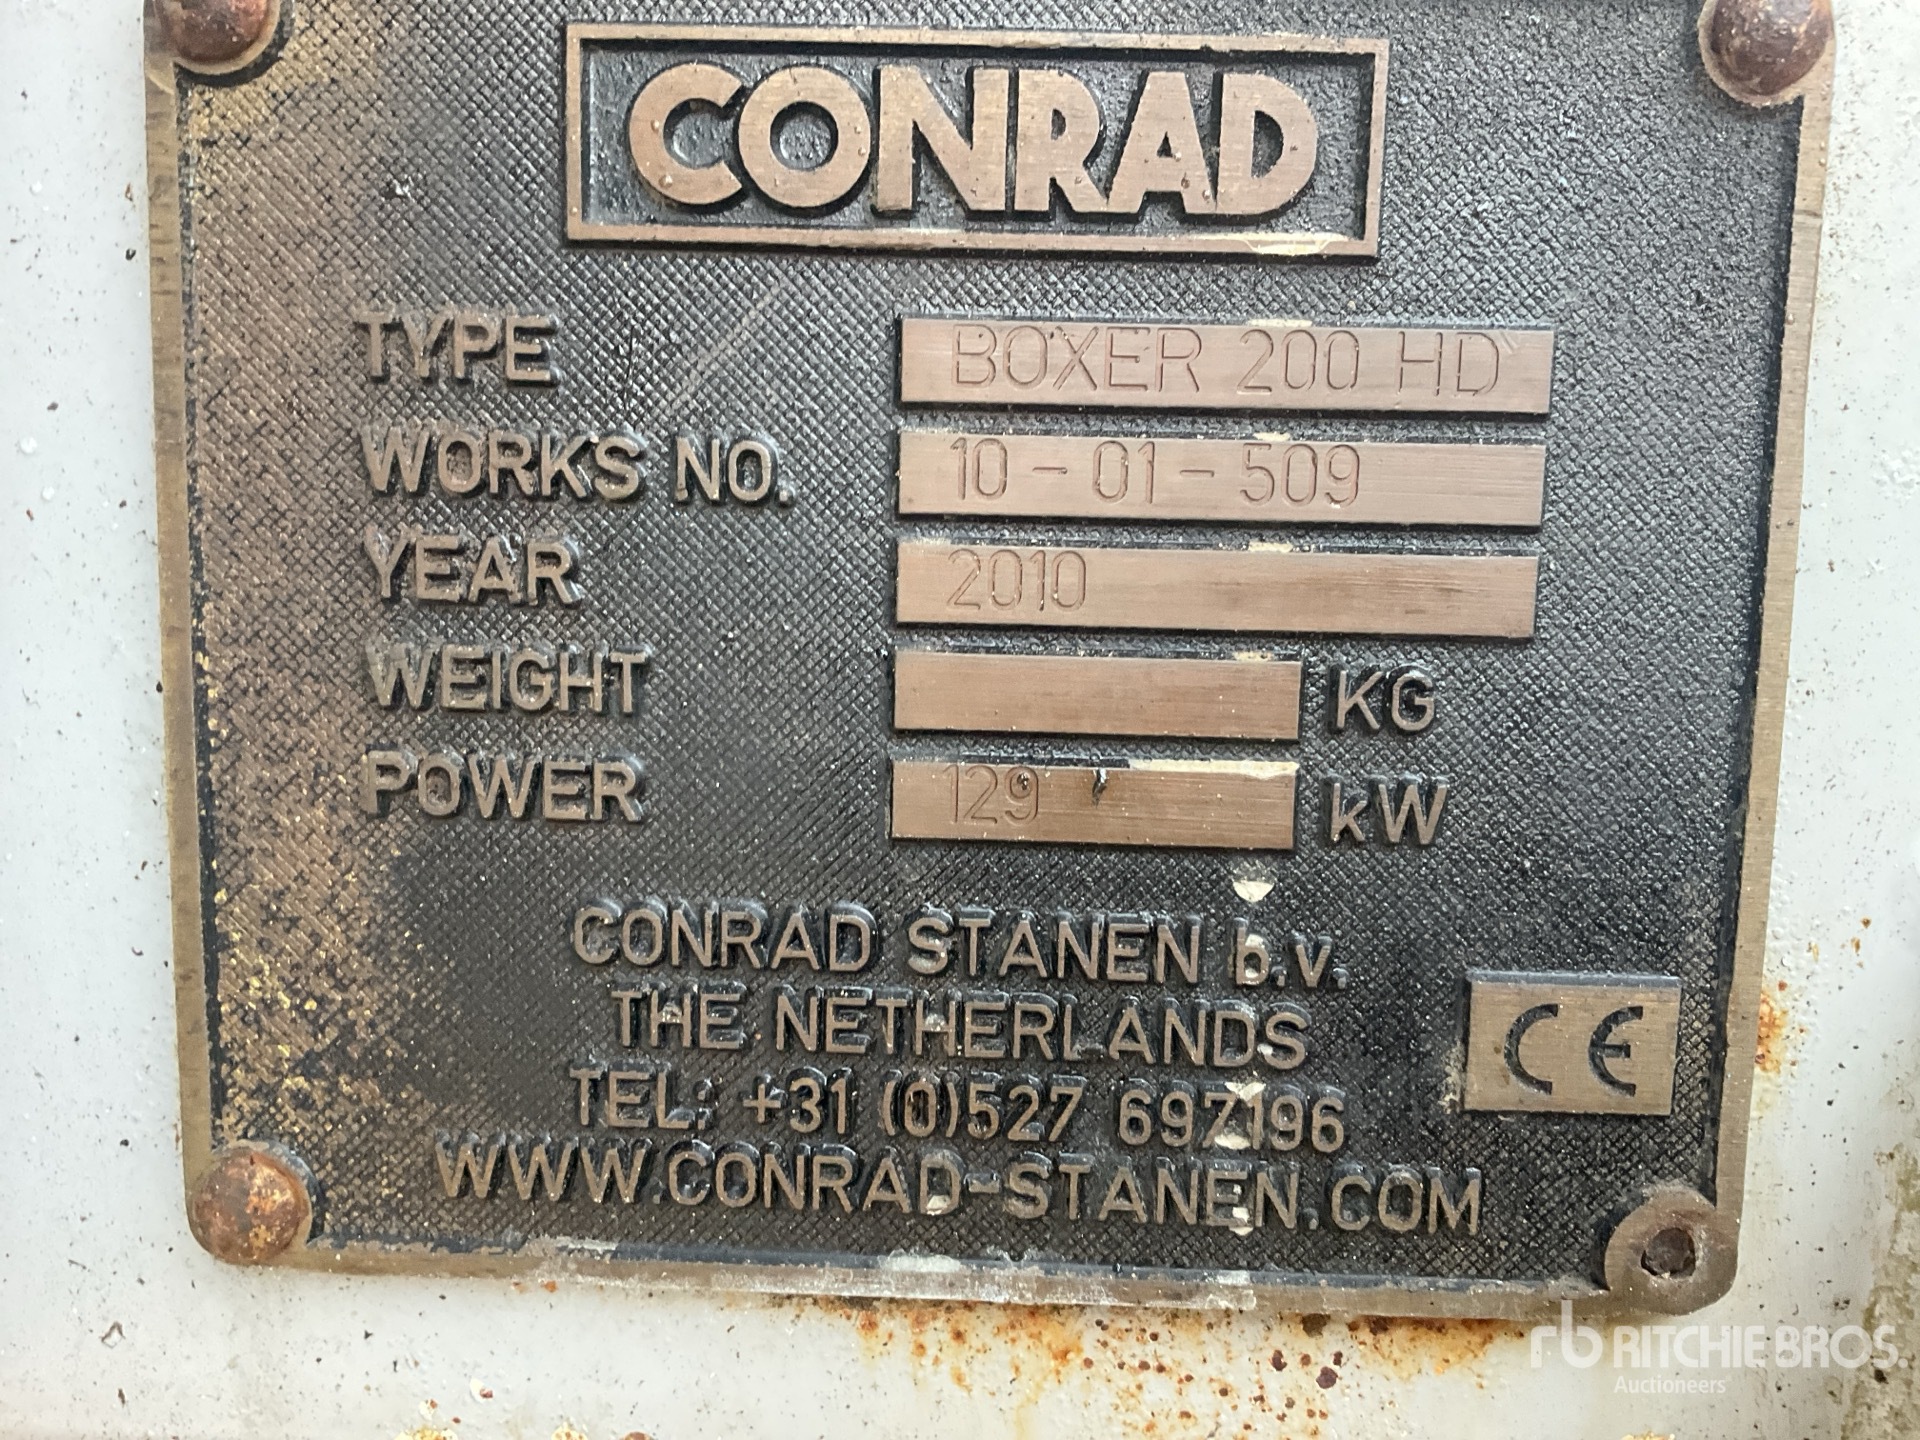 CONRAD
TYPE BOXER 200 HD
WORKS NO. 10-01-509
YEAR 2010
WEIGHT KG
POWER 129 kW
CONRAD STANEN b.v.
THE NETHERLANDS
TEL: +31 (0)527 697196
WWW.CONRAD-STANEN.COM
CE
rb RITCHIE BROS.
Auctioneers